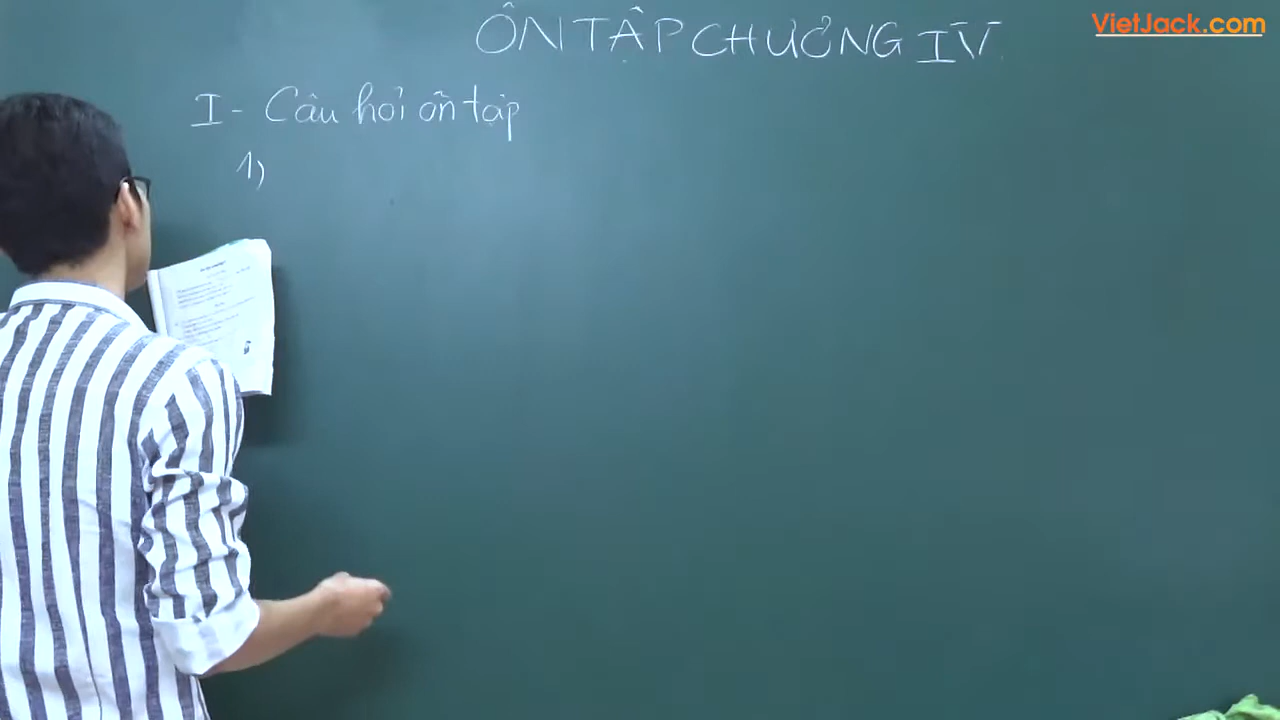 ÔN TẬP CHƯƠNG IV
VietJack.com
I - Câu hỏi ôn tập
1)